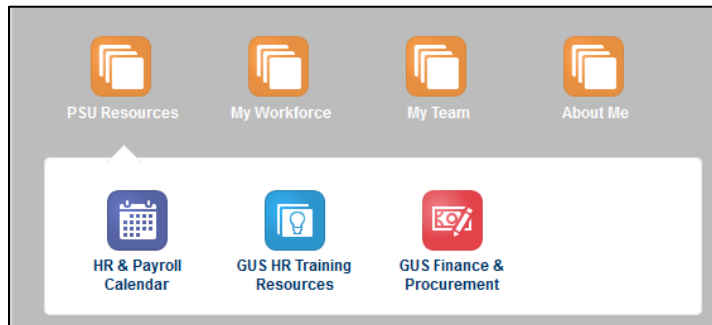 PSU Resources
My Workforce
My Team
About Me
HR & Payroll
Calendar
GUS HR Training
Resources
GUS Finance &
Procurement